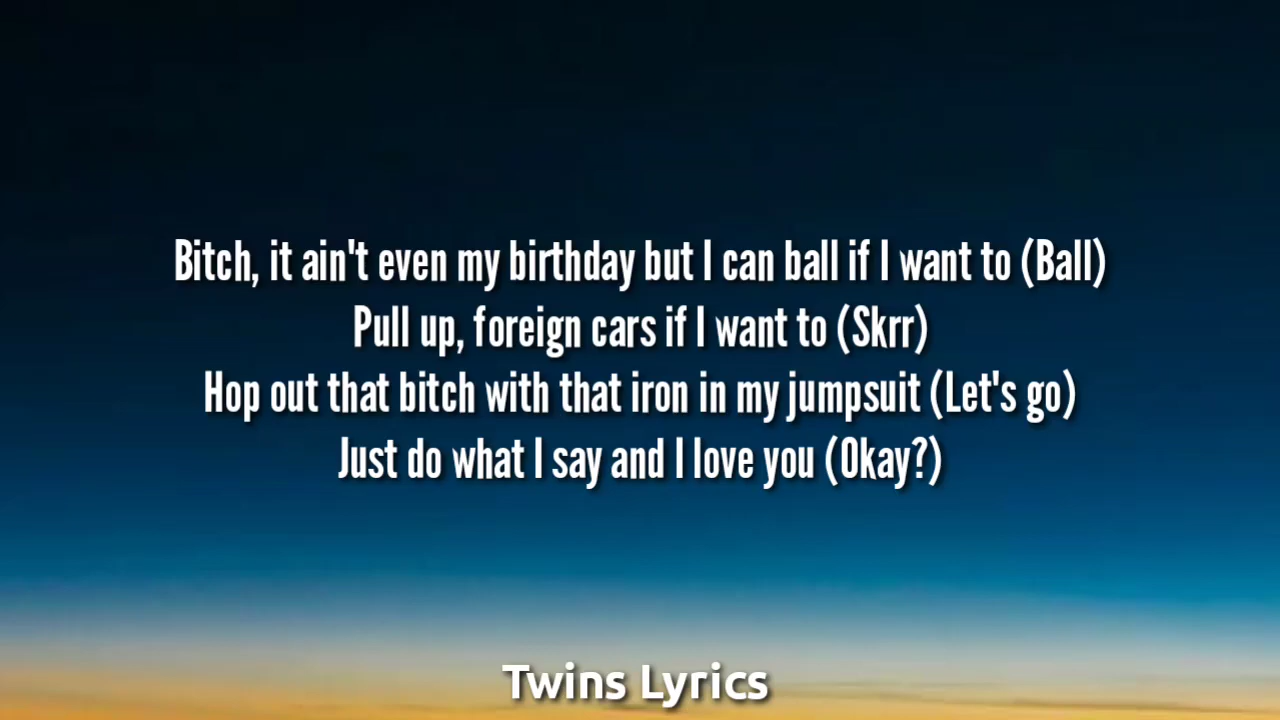 Bitch, it ain't even my birthday but I can ball if I want to (Ball)
Pull up, foreign cars if I want to (Skrr)
Hop out that bitch with that iron in my jumpsuit (Let's go)
Just do what I say and I love you (Okay?)
Twins Lyrics